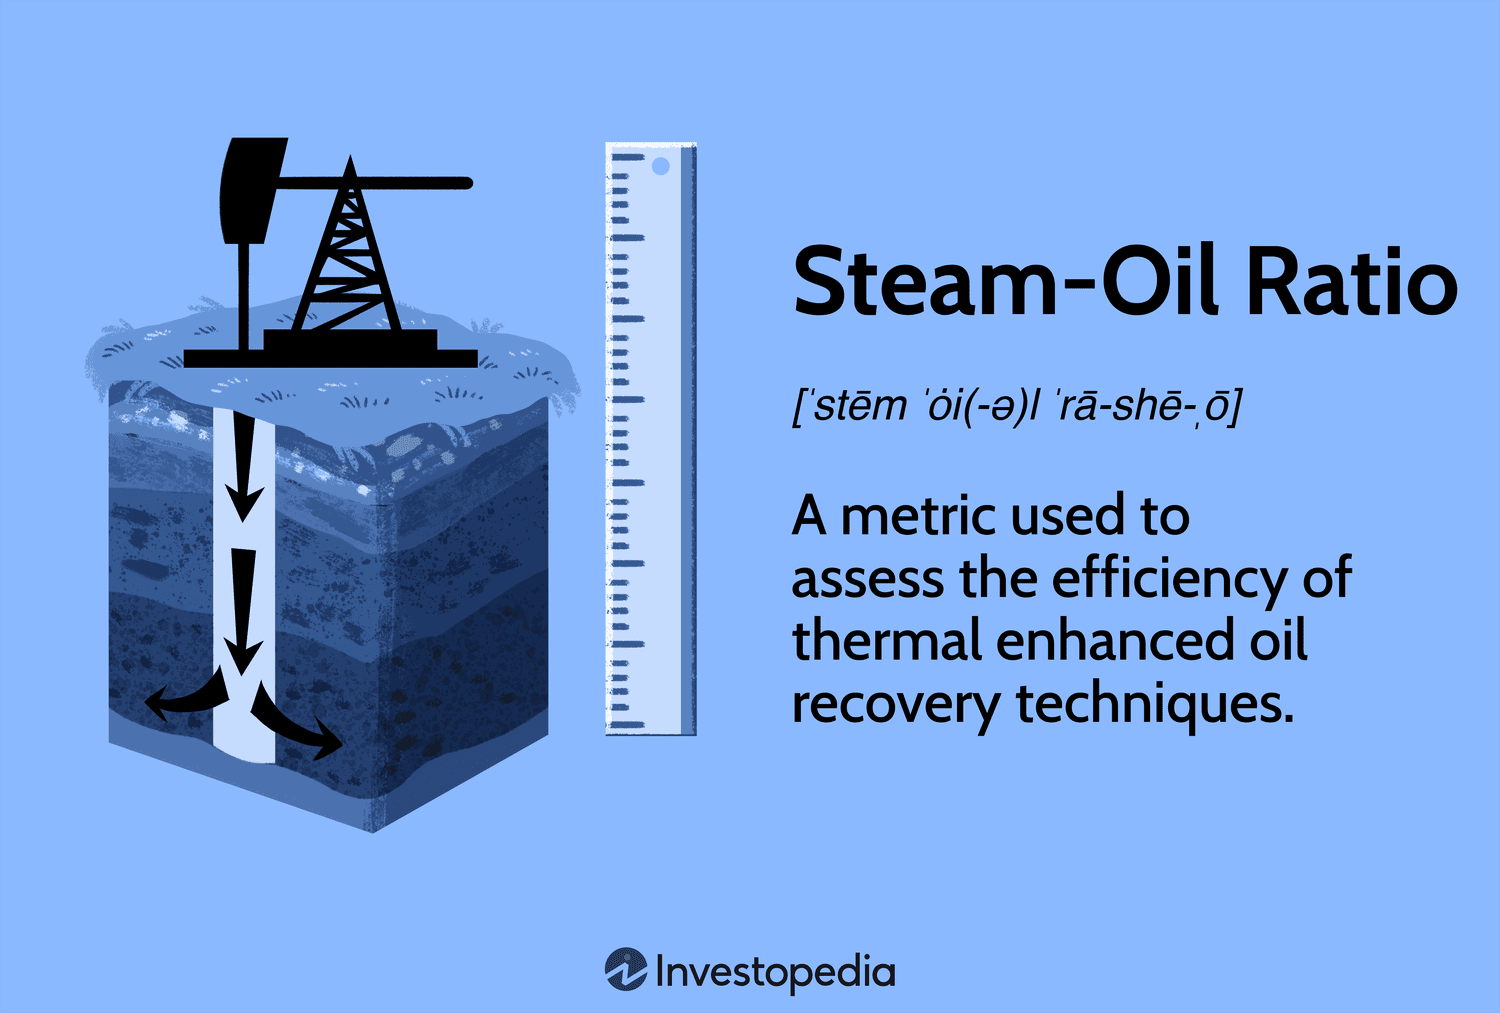 Steam-Oil Ratio
[ˈstēm ˈȯi(-ə)l ˈrā-shē-ˌō]
A metric used to
assess the efficiency of
thermal enhanced oil
recovery techniques.
Investopedia